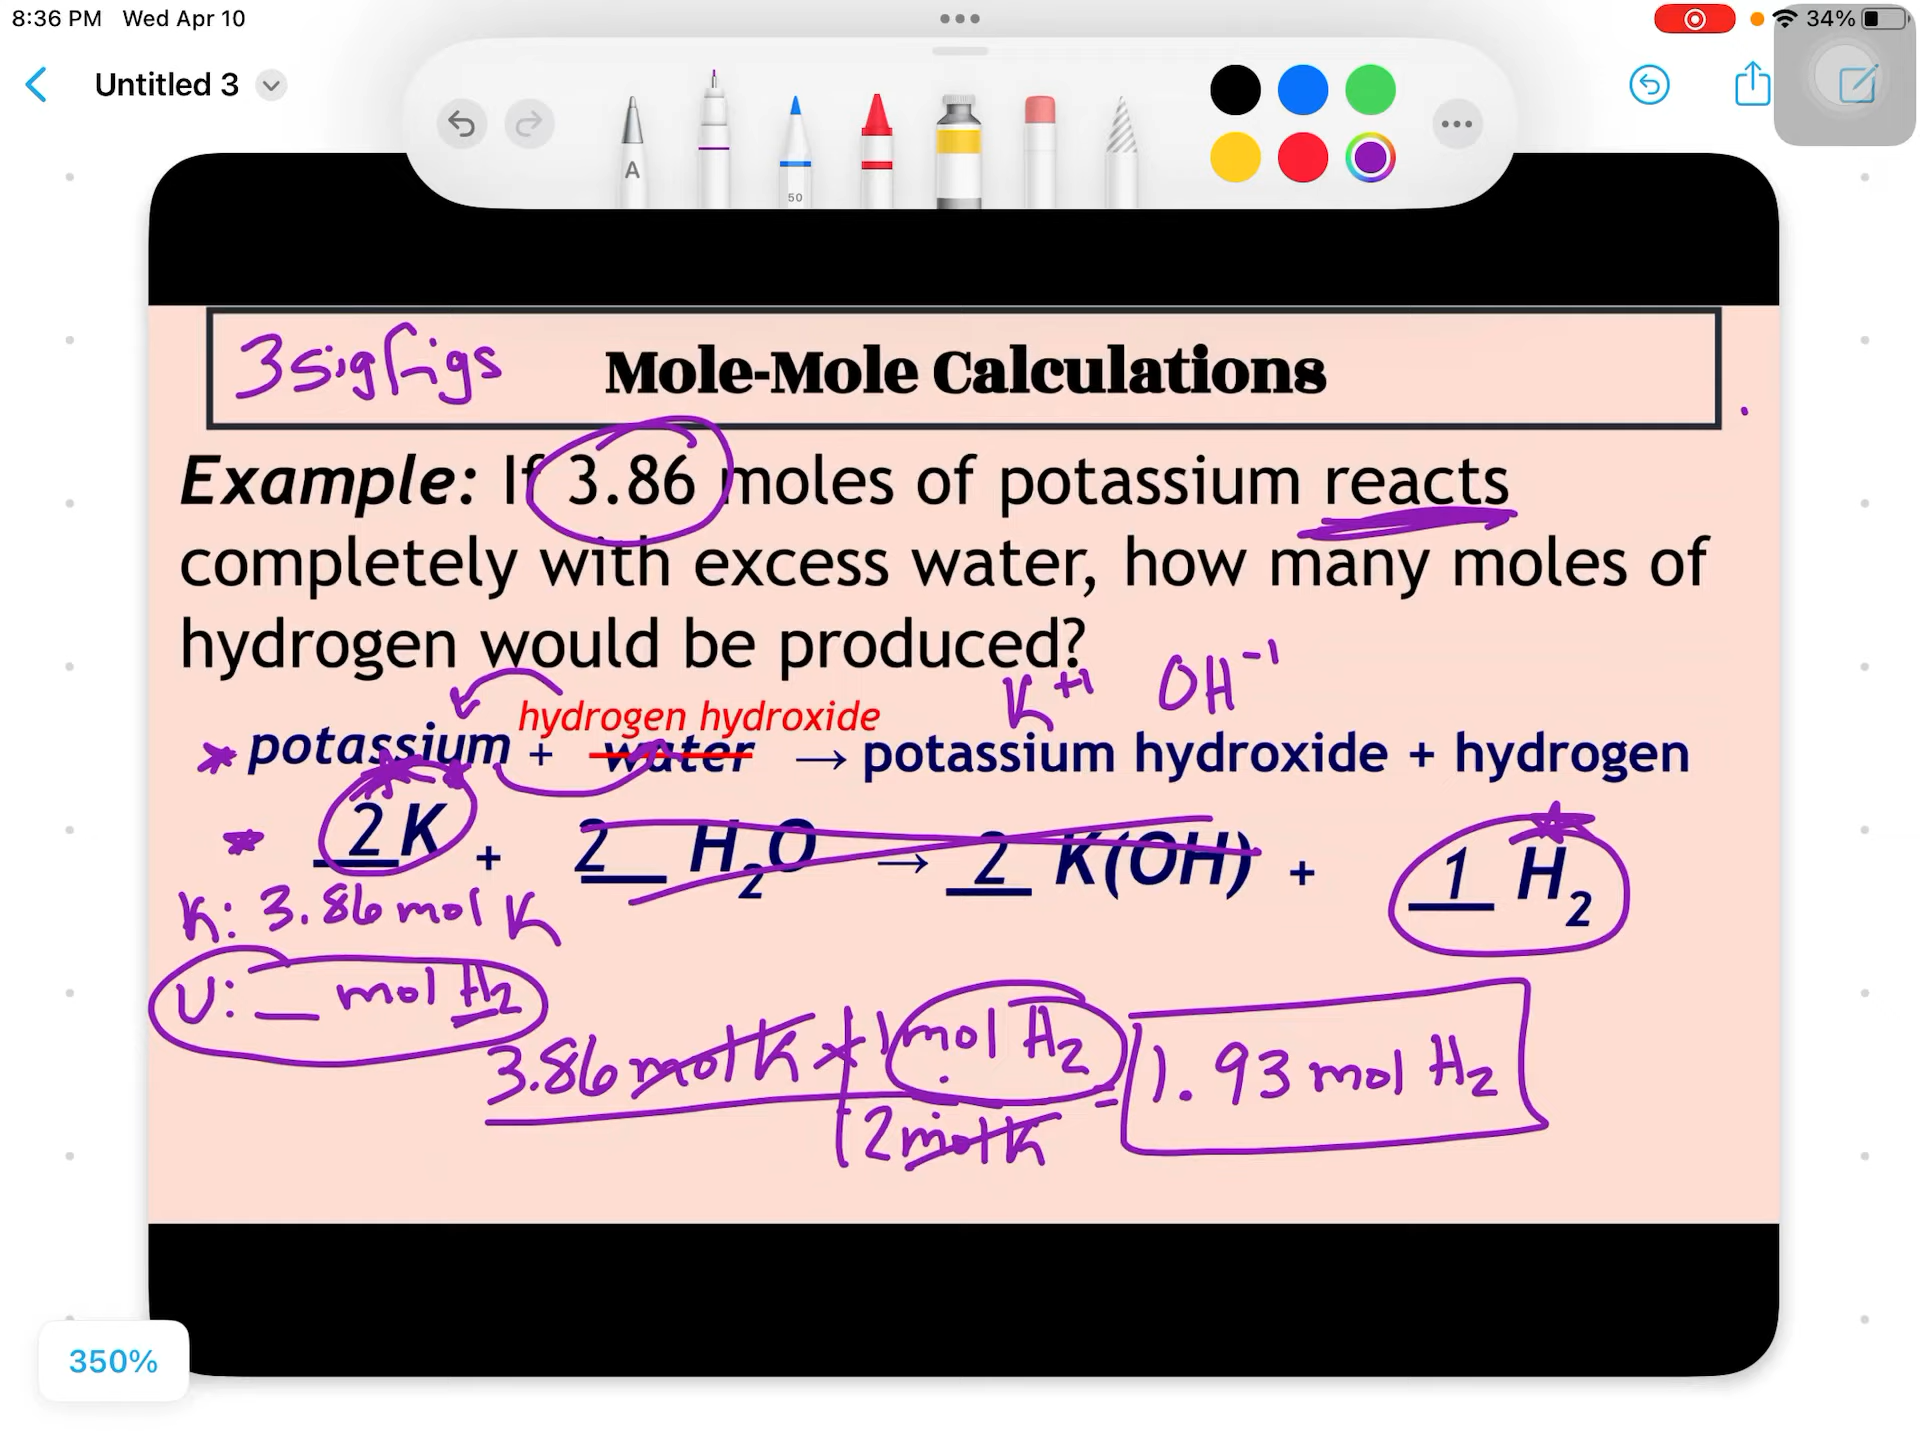 8:36 PM Wed Apr 10
34%
Untitled 3
A
50
3 sigfigs Mole-Mole Calculations
Example: If 3.86 moles of potassium reacts
completely with excess water, how many moles of
hydrogen would be produced?
K+1 OH-1
hydrogen hydroxide
* potassium + water → potassium hydroxide + hydrogen
* 2 K + 2 H2O → 2 K(OH) + 1 H2
K: 3.86 mol K
U: __ mol H2
3.86 mol K * 1 mol H2 = 1.93 mol H2
2 mol K
350%